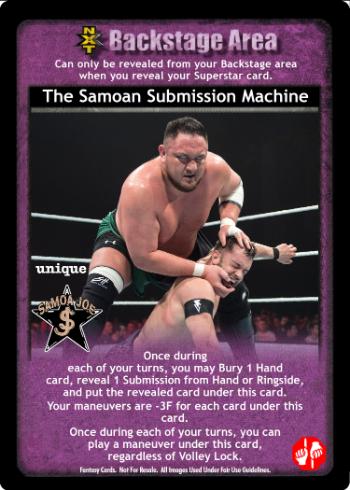 NXT
Backstage Area
Can only be revealed from your Backstage area
when you reveal your Superstar card.
The Samoan Submission Machine
unique
SAMOA JOE
Once during
each of your turns, you may Bury 1 Hand
card, reveal 1 Submission from Hand or Ringside,
and put the revealed card under this card.
Your maneuvers are -3F for each card under this
card.
Once during each of your turns, you can
play a maneuver under this card,
regardless of Volley Lock.
Fantasy Cards. Not For Resale. All Images Used Under Fair Use Guidelines.